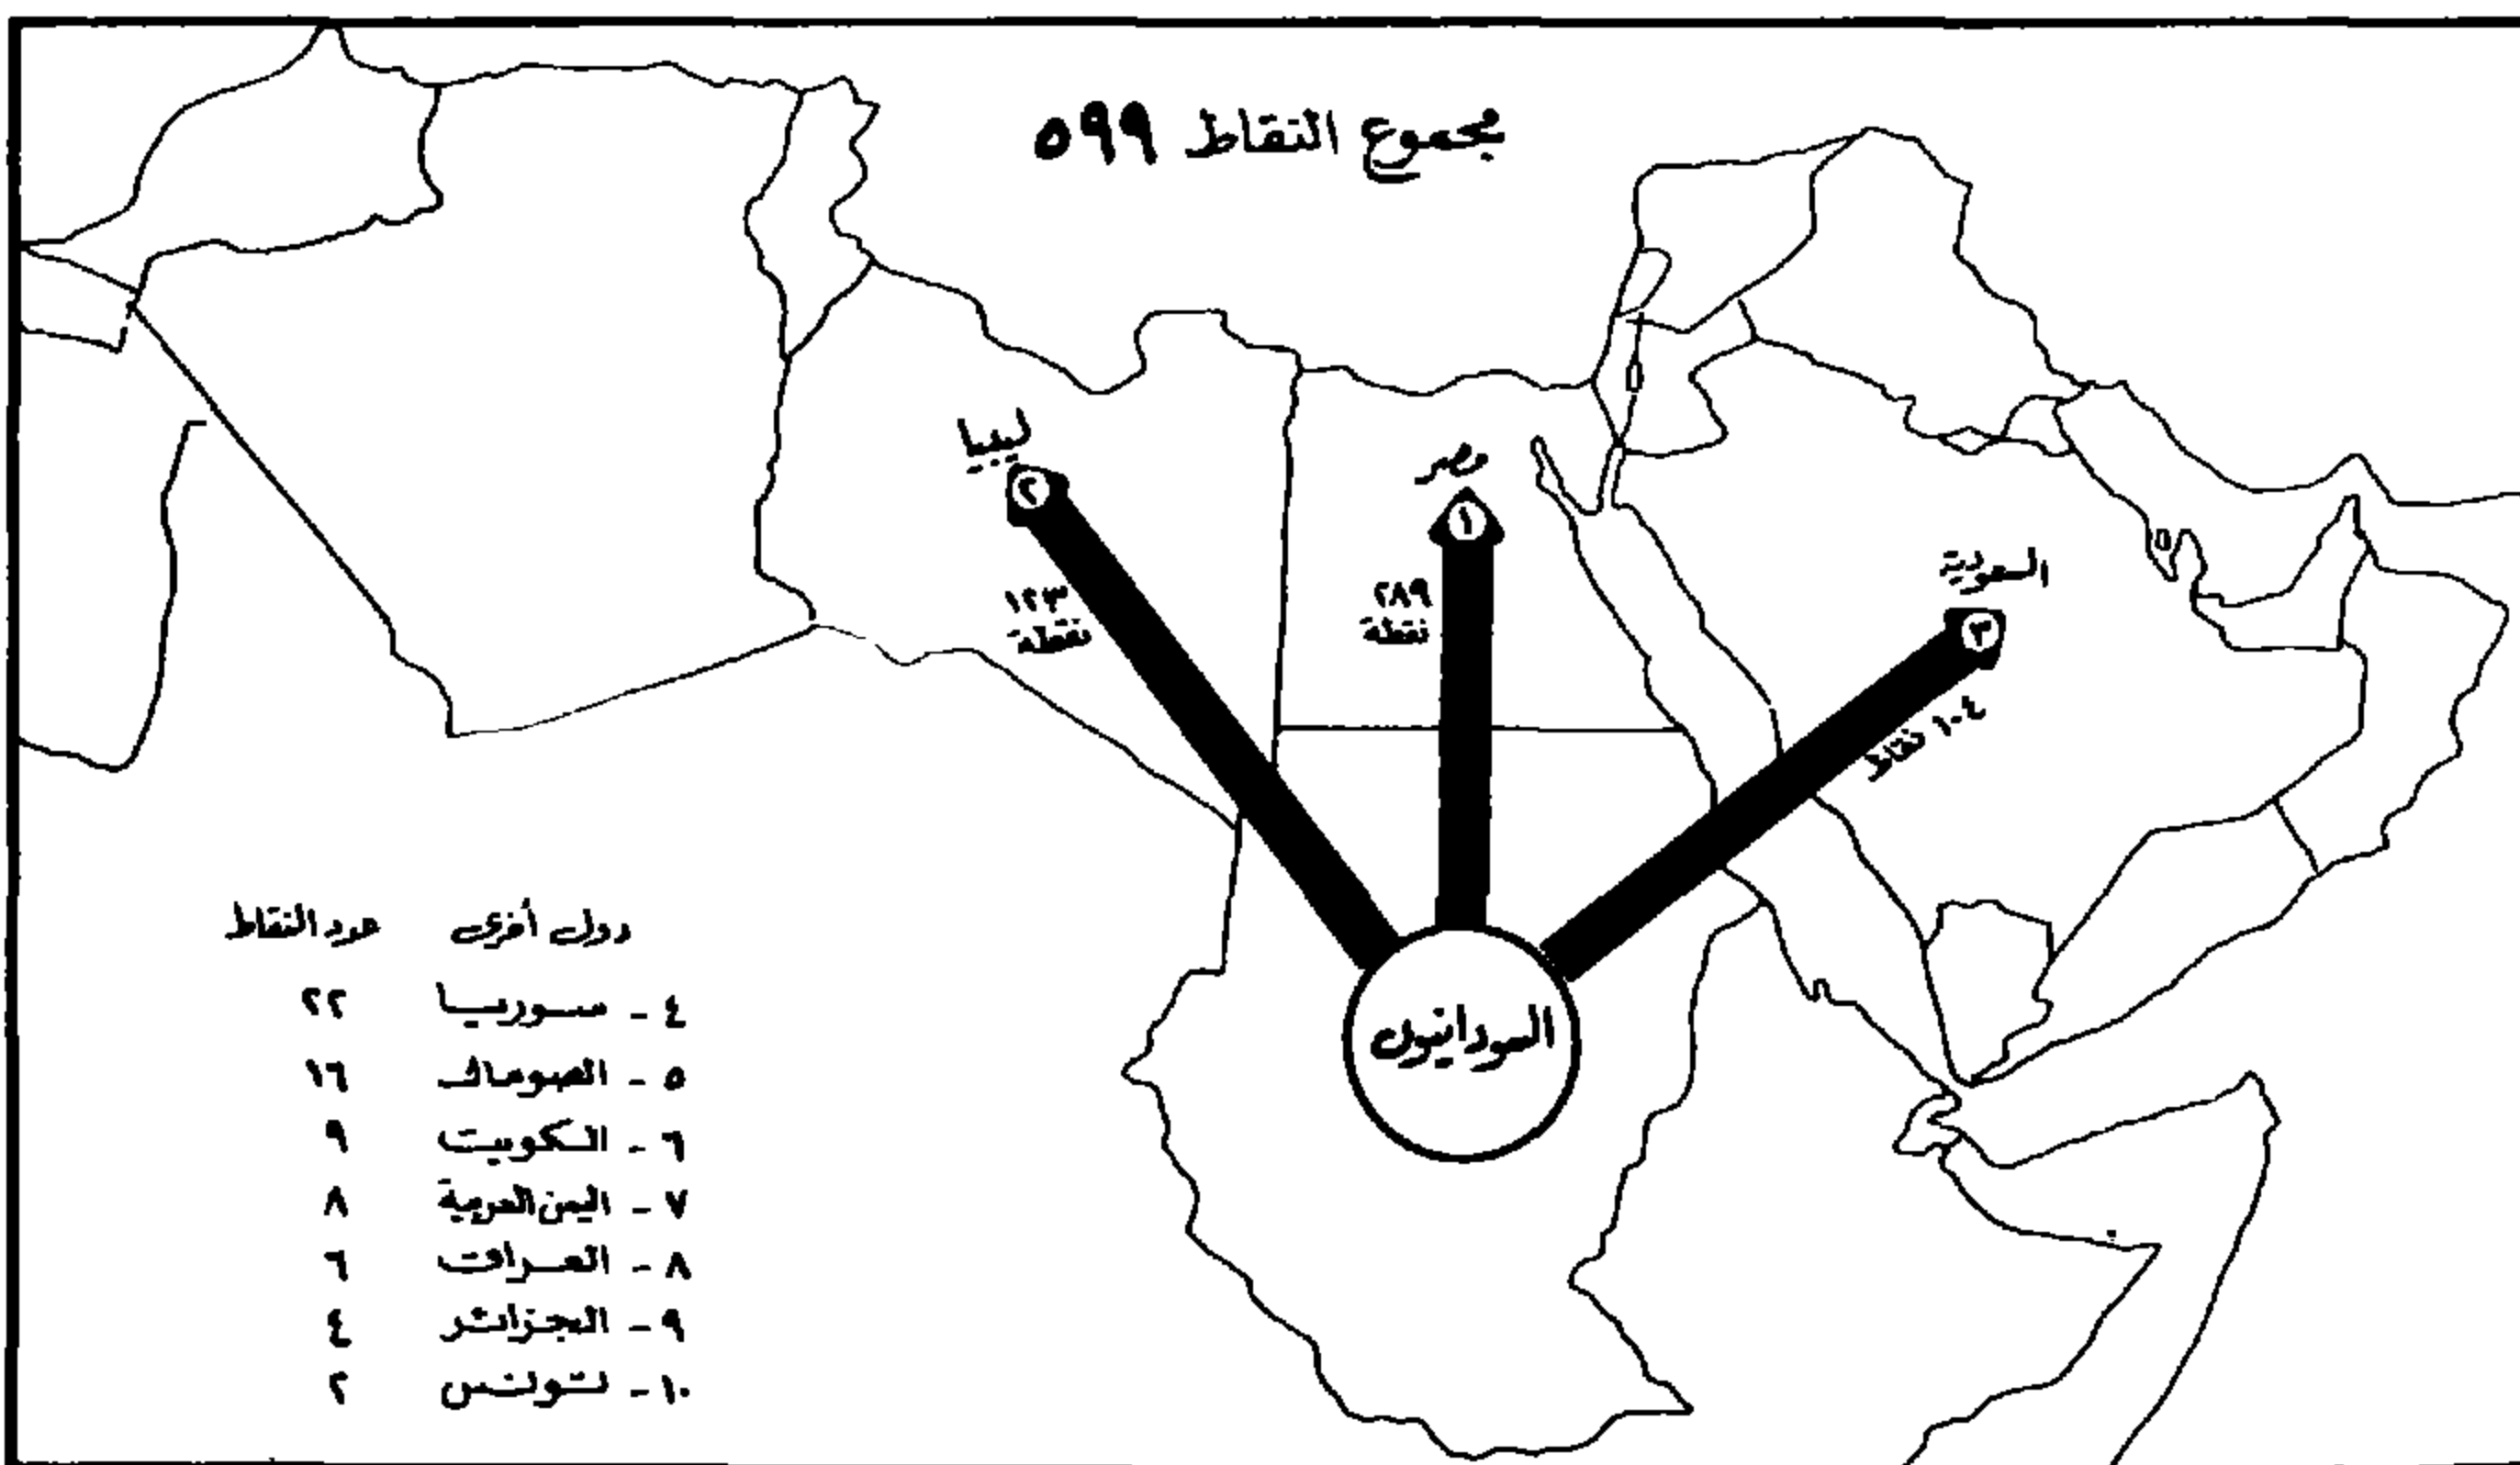 مجموع النقاط ٥٩٩
ليبيا
٢
١٢٣
نقطة
مصر
١
٢٨٩
نقطة
السعودية
٣
١٠٤ نقطة
السودانيون
دول أخرى عدد النقاط
٤ - سوريا ٢٢
٥ - الصومال ١٦
٦ - الكويت ٩
٧ - اليمن العربية ٨
٨ - العراق ٦
٩ - الجزائر ٤
١٠ - تونس ٢